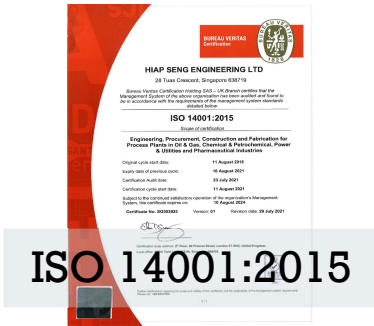 BUREAU VERITAS
Certification
BUREAU VERITAS
1828
HIAP SENG ENGINEERING LTD
28 Tuas Crescent, Singapore 638719
Bureau Veritas Certification Holding SAS – UK Branch certifies that the
Management System of the above organisation has been audited and found to
be in accordance with the requirements of the management system standards
detailed below
ISO 14001:2015
Scope of certification
Engineering, Procurement, Construction and Fabrication for
Process Plants in Oil & Gas, Chemical & Petrochemical, Power
& Utilities and Pharmaceutical Industries
Original cycle start date: 11 August 2018
Expiry date of previous cycle: 10 August 2021
Certification Audit date: 23 July 2021
Certification cycle start date: 11 August 2021
Subject to the continued satisfactory operation of the organization's Management
System, this certificate expires on: 10 August 2024
Certificate No. Version: 01 Revision date: 29 July 2021
ISO 14001:2015
1 / 1